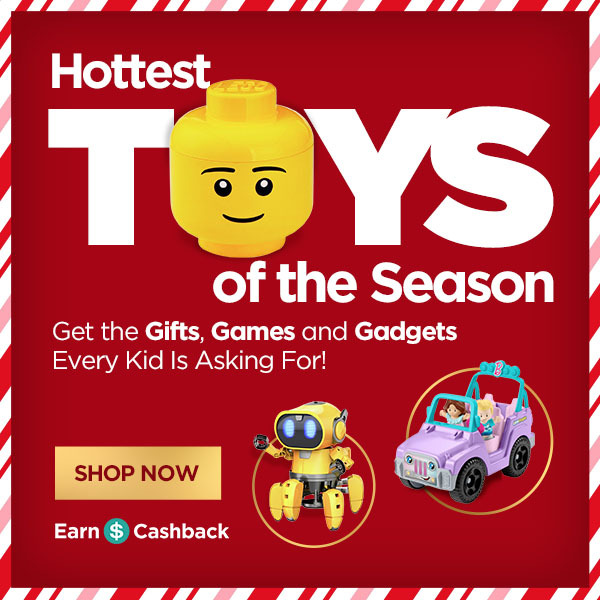 Hottest
TOYS
of the Season
Get the Gifts, Games and Gadgets
Every Kid Is Asking For!
SHOP NOW
Earn $ Cashback